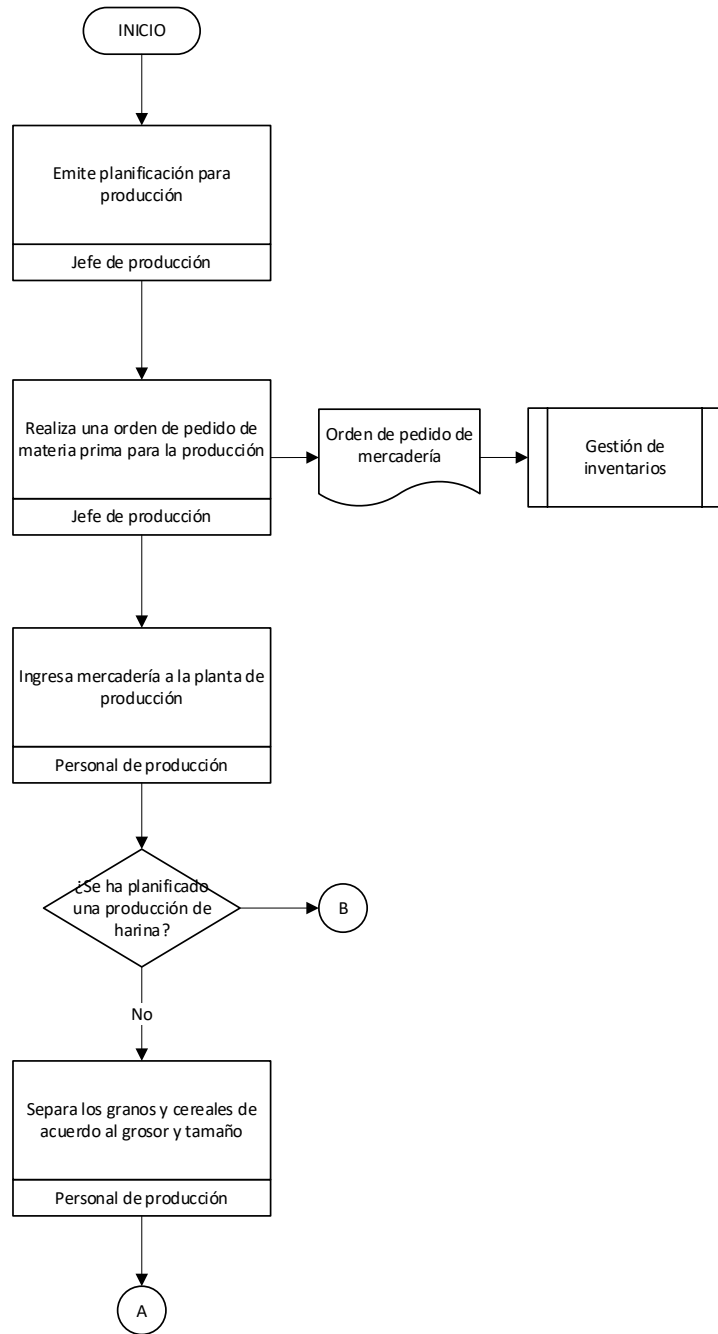 INICIO
Emite planificación para
producción
Jefe de producción
Realiza una orden de pedido de
materia prima para la producción
Jefe de producción
Orden de pedido de
mercadería
Gestión de
inventarios
Ingresa mercadería a la planta de
producción
Personal de producción
¿Se ha planificado
una producción de
harina?
B
No
Separa los granos y cereales de
acuerdo al grosor y tamaño
Personal de producción
A